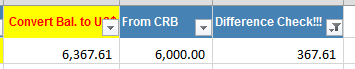 Convert Bal. to US$ From CRB Difference Check!!!
6,367.61 6,000.00 367.61